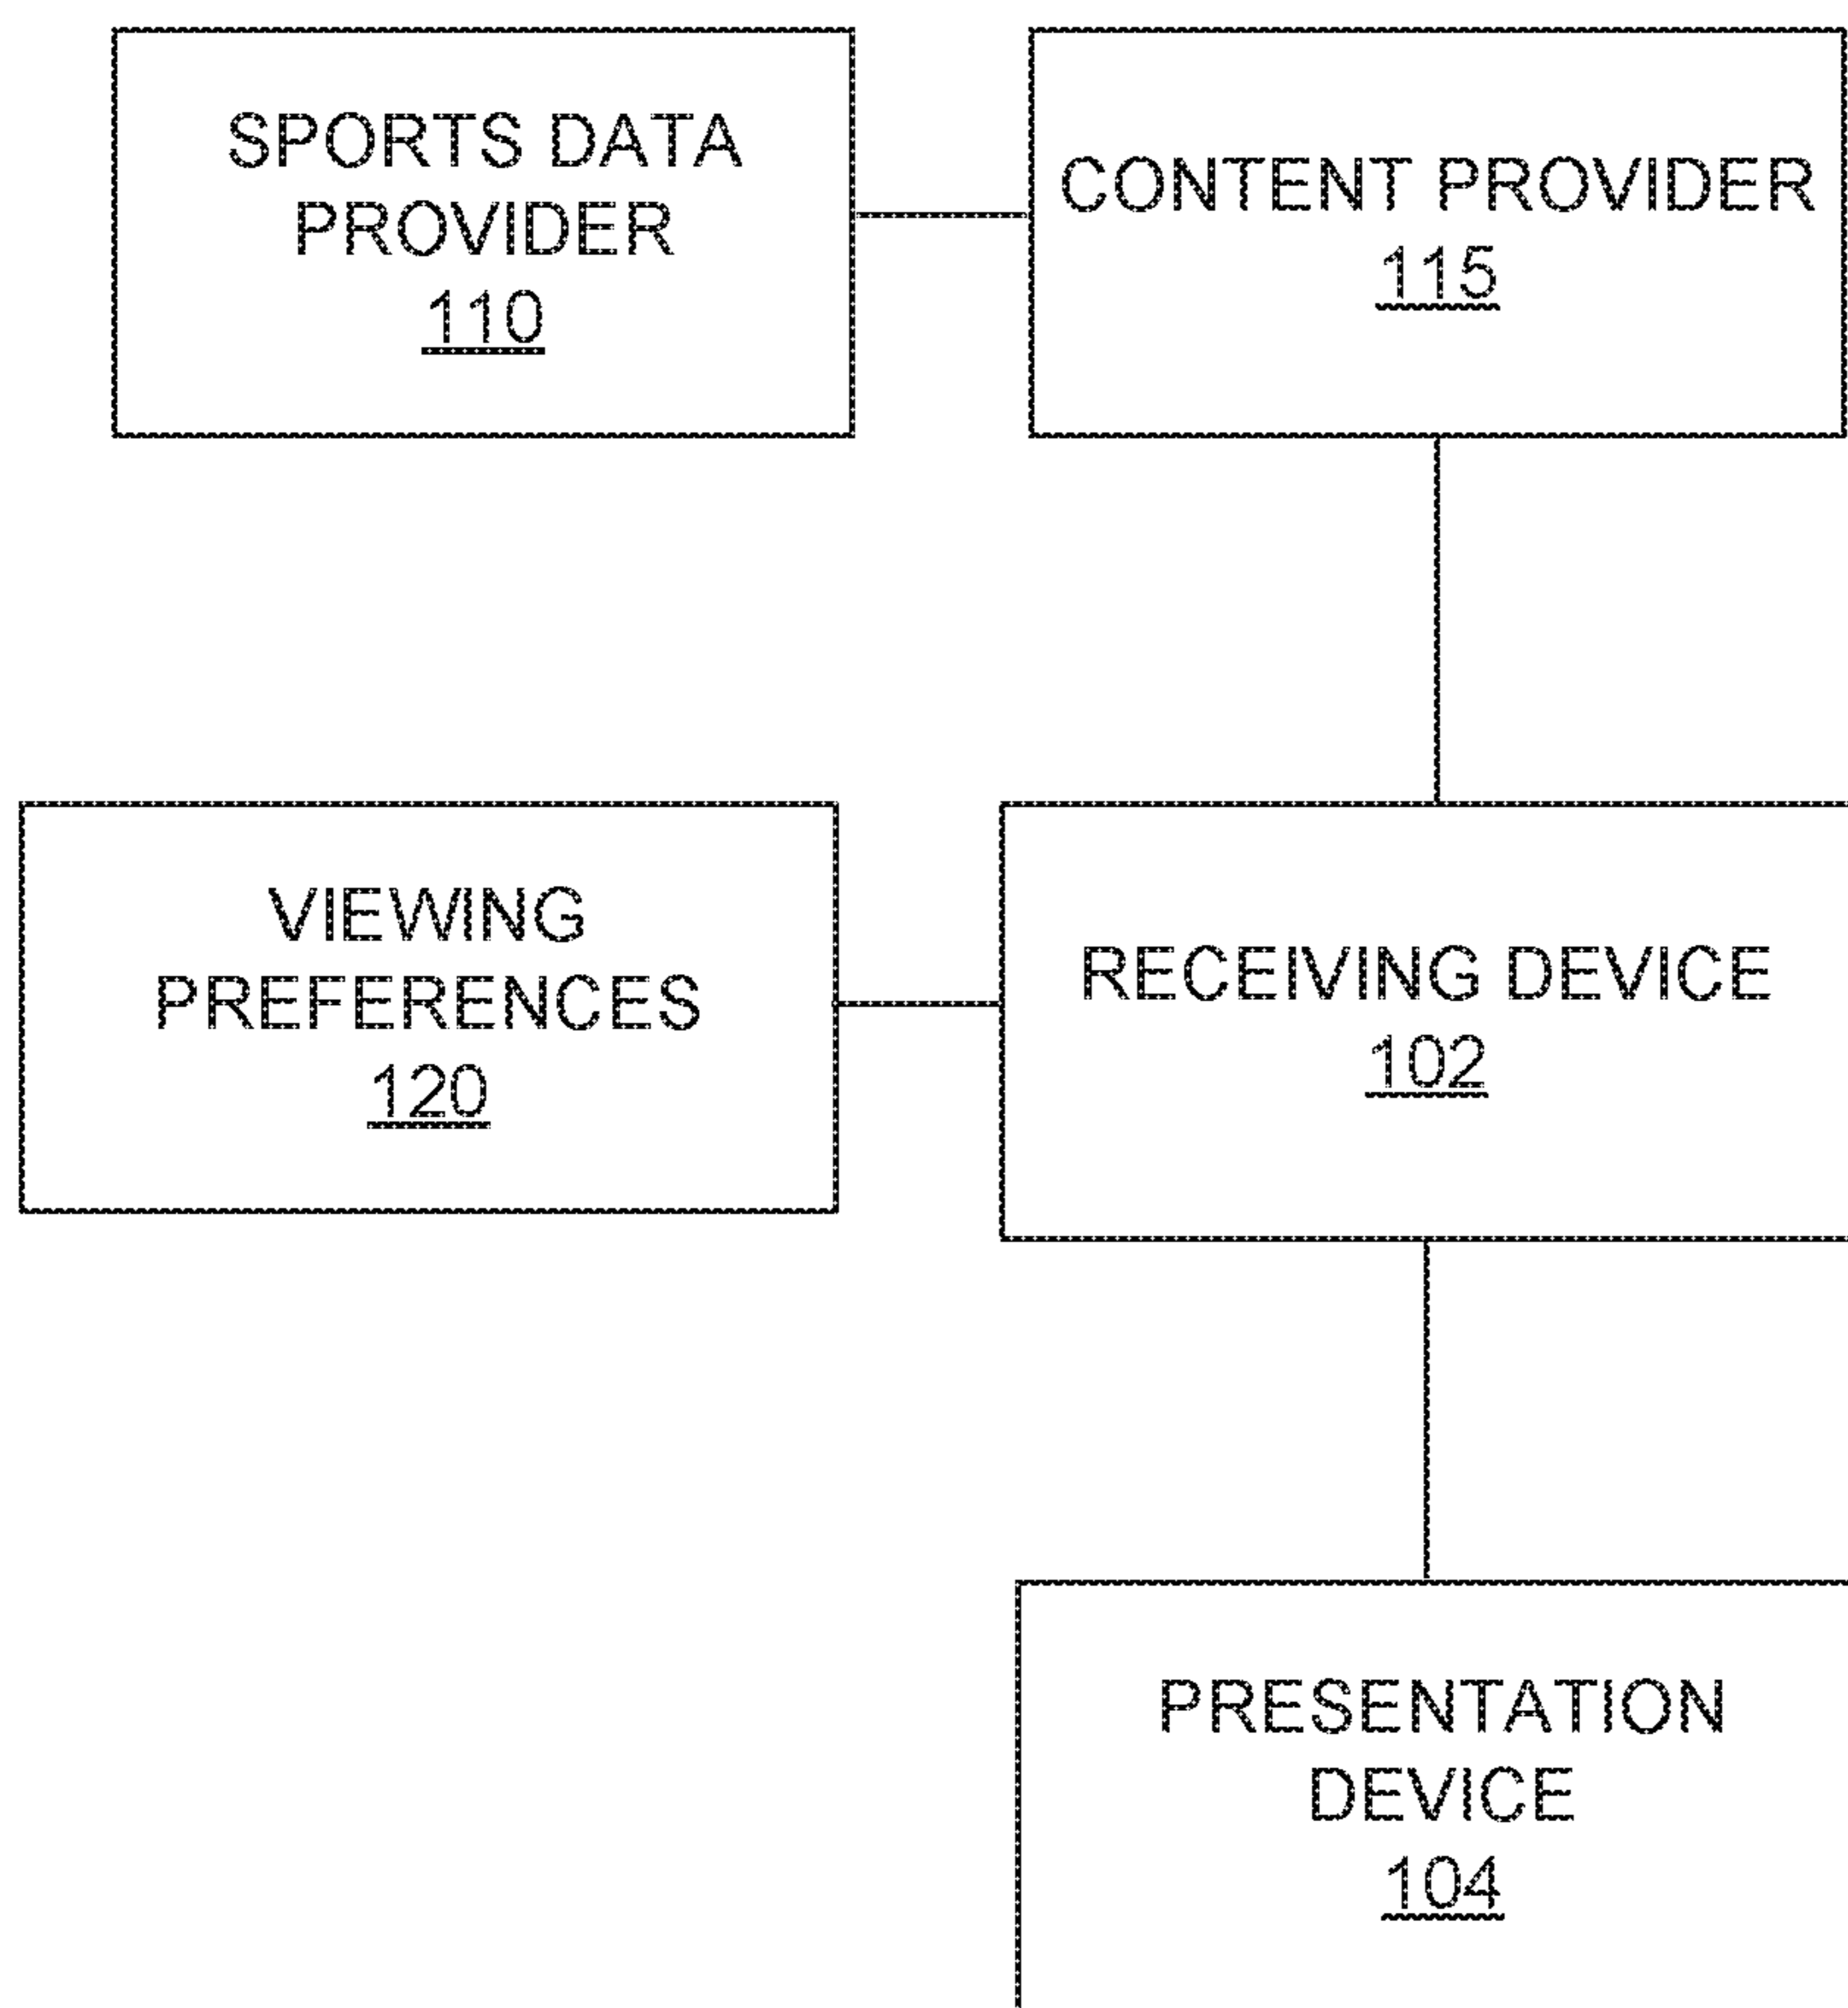 SPORTS DATA
PROVIDER
110
CONTENT PROVIDER
115
VIEWING
PREFERENCES
120
RECEIVING DEVICE
102
PRESENTATION
DEVICE
104